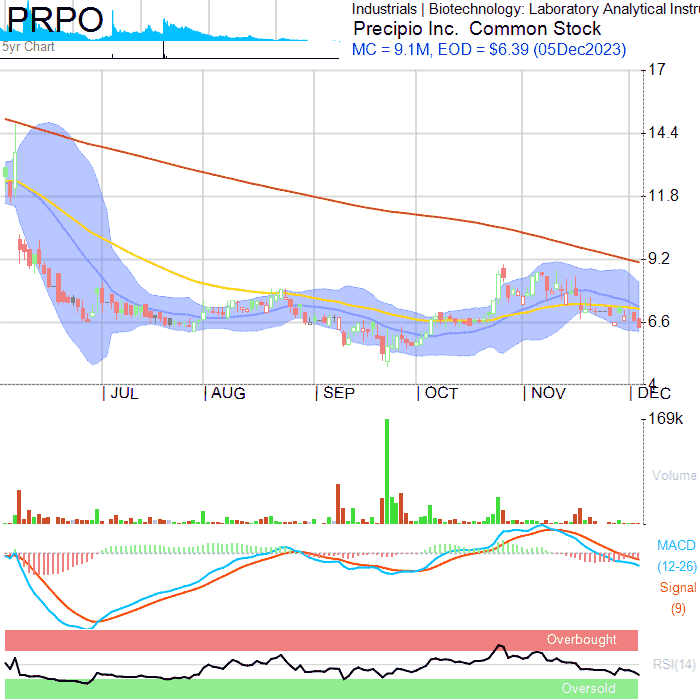 PRPO
5yr Chart
Industrials | Biotechnology: Laboratory Analytical Instru
Precipio Inc. Common Stock
MC = 9.1M, EOD = $6.39 (05Dec2023)
17
14.4
11.8
9.2
6.6
4
JUL AUG SEP OCT NOV DEC
169k
Volume
MACD
(12-26)
Signal
(9)
Overbought
RSI(14)
Oversold